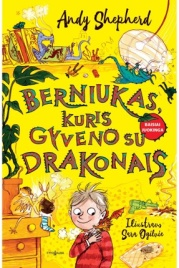 Andy Shepherd
BERNIUKAS,
KURIS
GYVENO SU
DRAKONAIS
Iliustravo
Sara Ogilvie